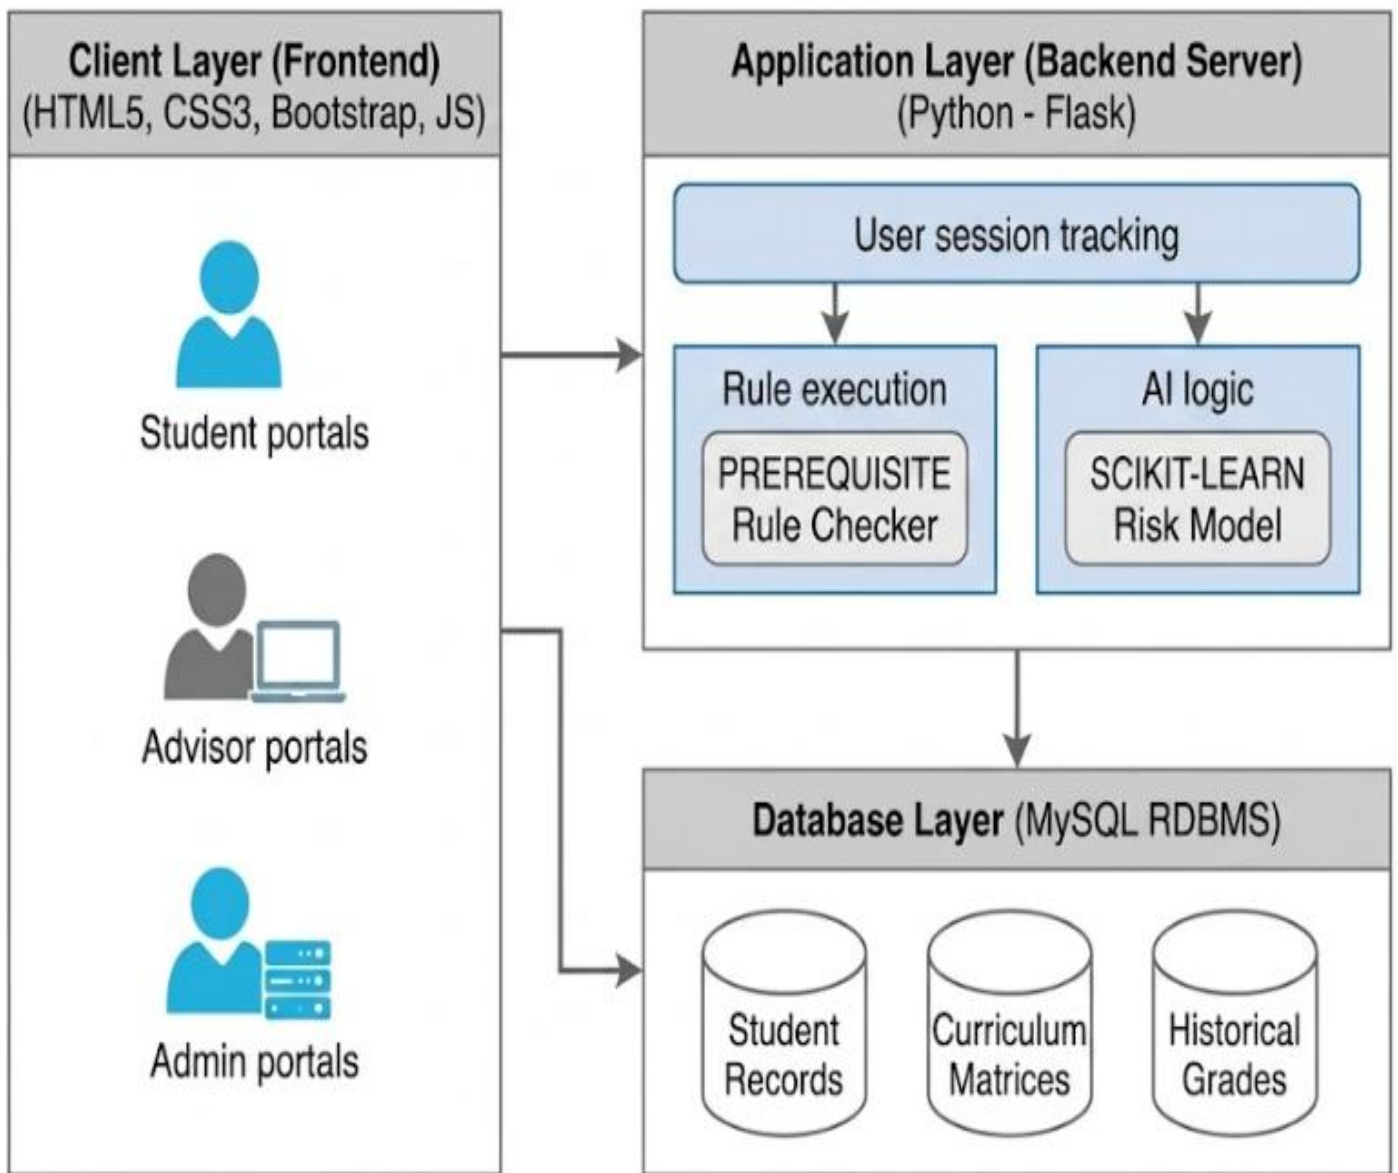 Client Layer (Frontend)
(HTML5, CSS3, Bootstrap, JS)
Student portals
Advisor portals
Admin portals
Application Layer (Backend Server)
(Python - Flask)
User session tracking
Rule execution
PREREQUISITE
Rule Checker
AI logic
SCIKIT-LEARN
Risk Model
Database Layer (MySQL RDBMS)
Student
Records
Curriculum
Matrices
Historical
Grades